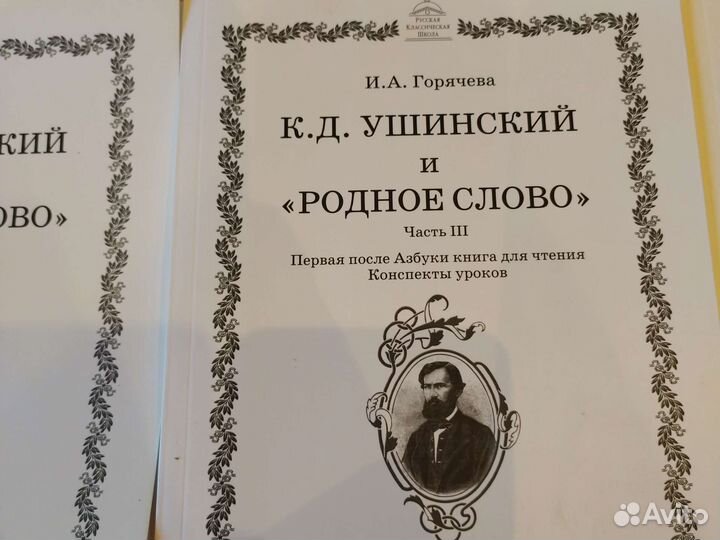 КИЙ
ОВО»
Русская
Классическая
Школа
И.А. Горячева
К.Д. УШИНСКИЙ
и
«РОДНОЕ СЛОВО»
Часть III
Первая после Азбуки книга для чтения
Конспекты уроков
Avito